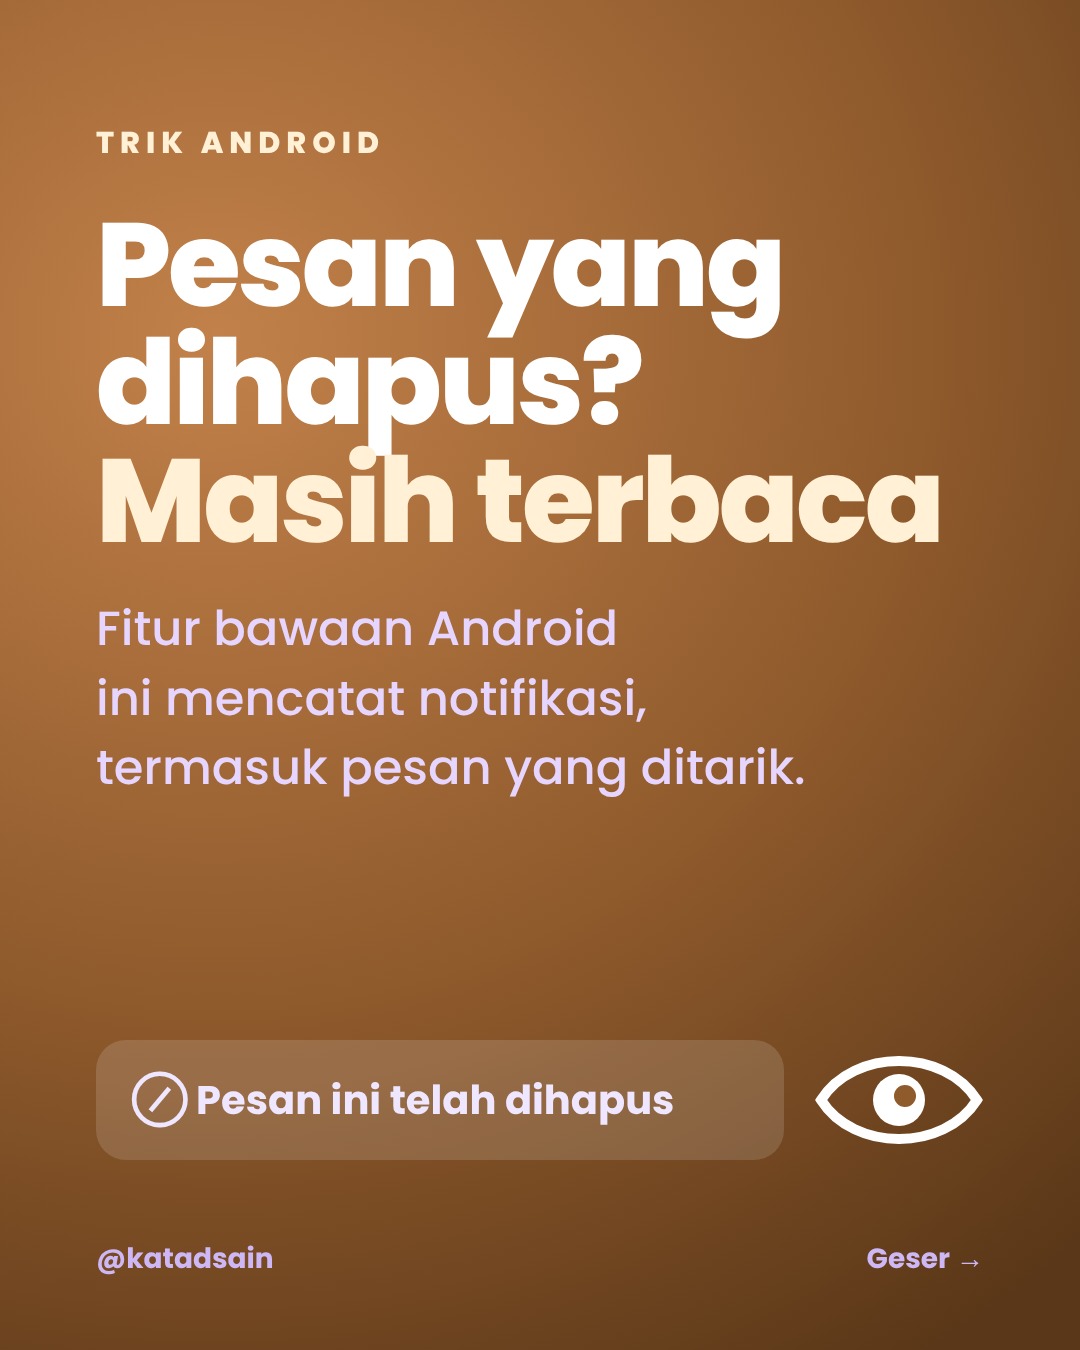 TRIK ANDROID
Pesan yang
dihapus?
Masih terbaca
Fitur bawaan Android
ini mencatat notifikasi,
termasuk pesan yang ditarik.
Pesan ini telah dihapus
@katadsain
Geser →